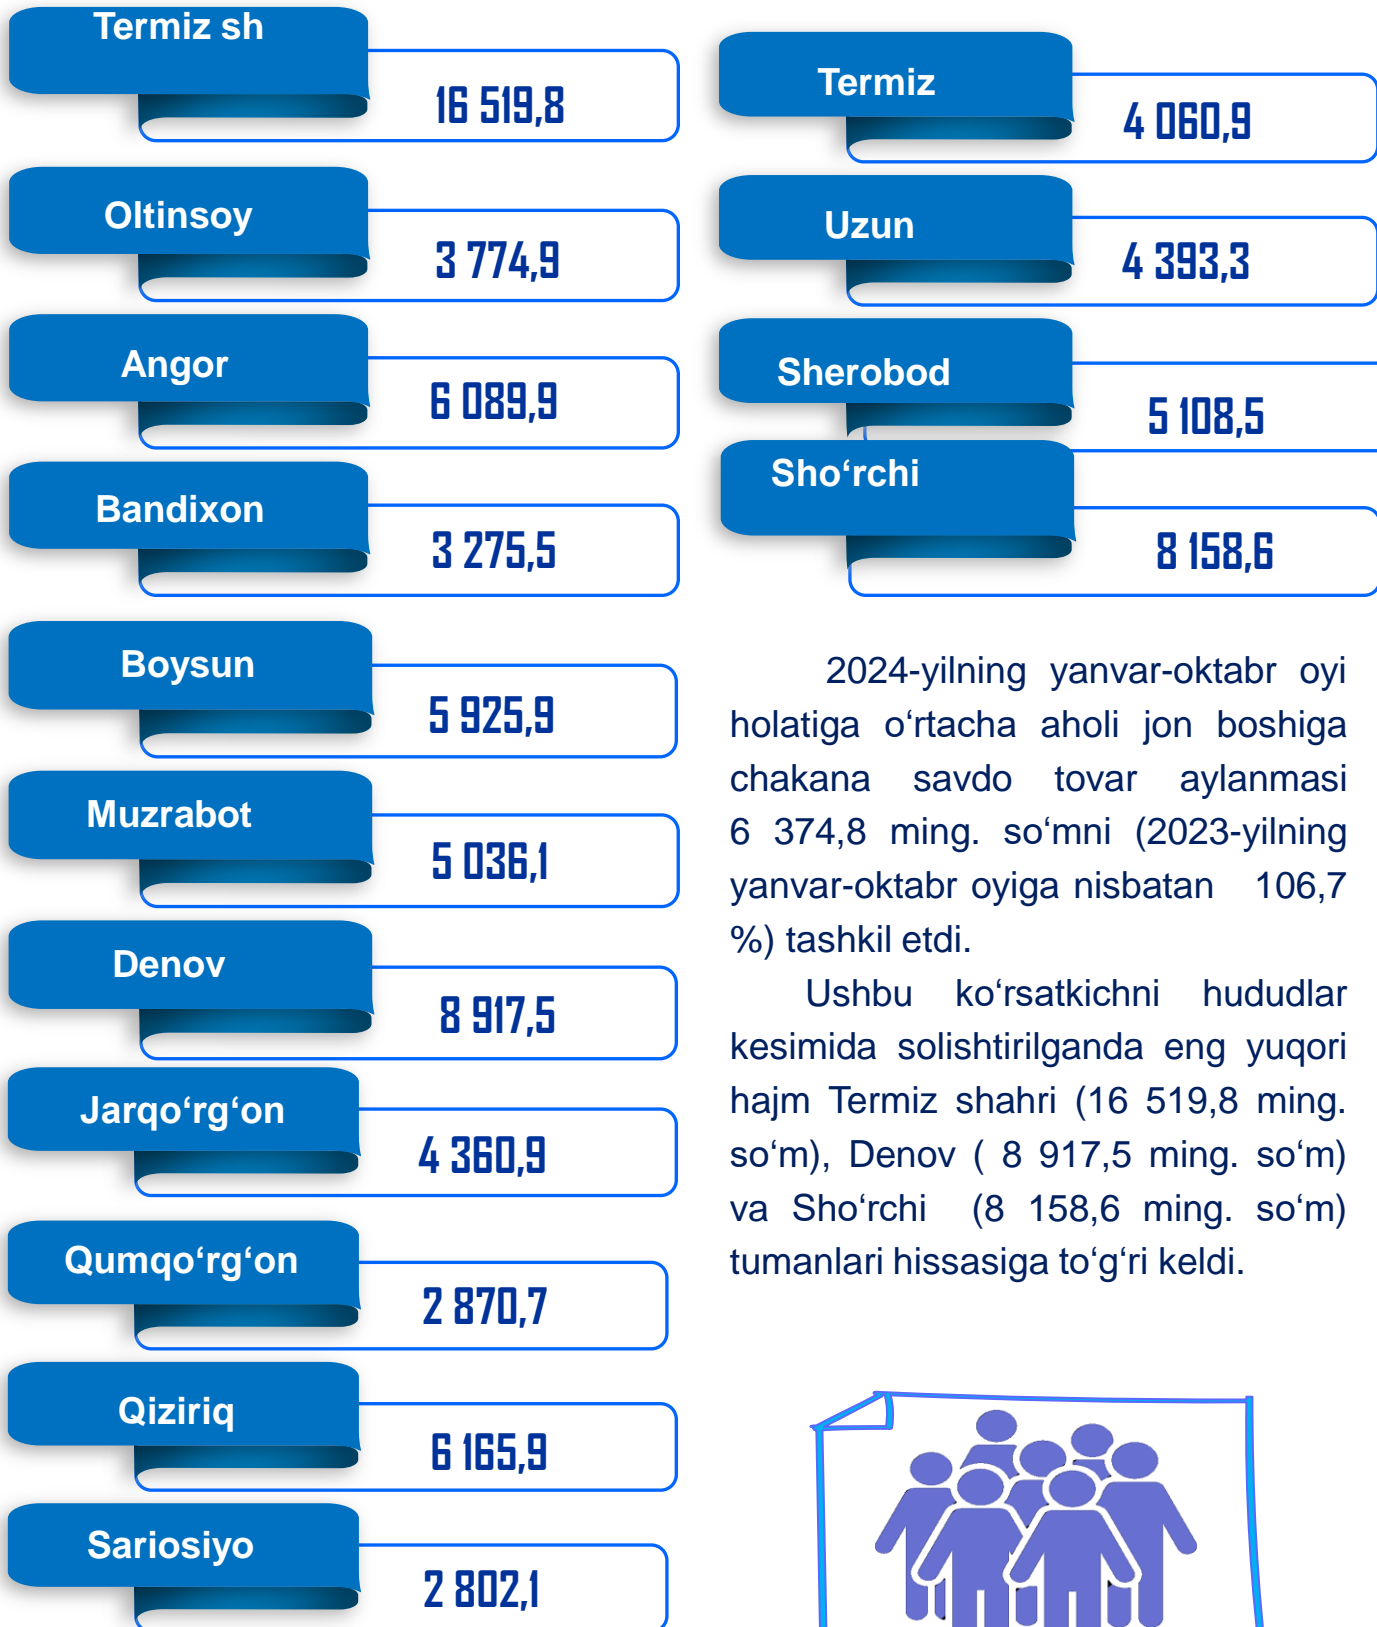 Termiz sh
16 519,8
Oltinsoy
3 774,9
Angor
6 089,9
Bandixon
3 275,5
Boysun
5 925,9
Muzrabot
5 036,1
Denov
8 917,5
Jarqo‘rg‘on
4 360,9
Qumqo‘rg‘on
2 870,7
Qiziriq
6 165,9
Sariosiyo
2 802,1
Termiz
4 060,9
Uzun
4 393,3
Sherobod
5 108,5
Sho‘rchi
8 158,6
2024-yilning yanvar-oktabr oyi
holatiga o‘rtacha aholi jon boshiga
chakana savdo tovar aylanmasi
6 374,8 ming. so‘mni (2023-yilning
yanvar-oktabr oyiga nisbatan 106,7
%) tashkil etdi.
Ushbu ko‘rsatkichni hududlar
kesimida solishtirilganda eng yuqori
hajm Termiz shahri (16 519,8 ming.
so‘m), Denov ( 8 917,5 ming. so‘m)
va Sho‘rchi (8 158,6 ming. so‘m)
tumanlari hissasiga to‘g‘ri keldi.